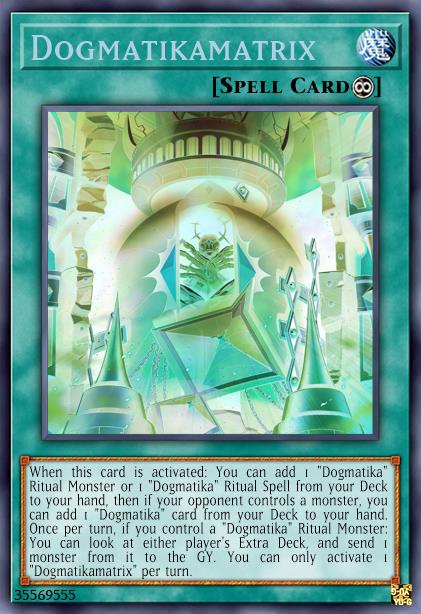 Dogmatikamatrix
[Spell Card]
When this card is activated: You can add 1 "Dogmatika"
Ritual Monster or 1 "Dogmatika" Ritual Spell from your Deck
to your hand, then if your opponent controls a monster, you
can add 1 "Dogmatika" card from your Deck to your hand.
Once per turn, if you control a "Dogmatika" Ritual Monster:
You can look at either player's Extra Deck, and send 1
monster from it to the GY. You can only activate 1
"Dogmatikamatrix" per turn.
35569555